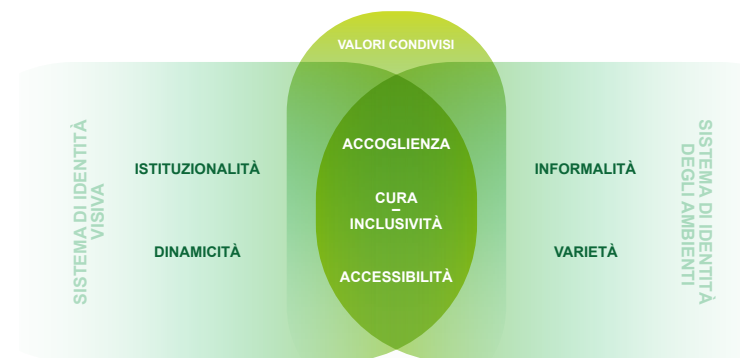 VALORI CONDIVISI
SISTEMA DI IDENTITÀ
VISIVA
ISTITUZIONALITÀ
DINAMICITÀ
ACCOGLIENZA
CURA
–
INCLUSIVITÀ
ACCESSIBILITÀ
INFORMALITÀ
VARIETÀ
SISTEMA DI IDENTITÀ
DEGLI AMBIENTI